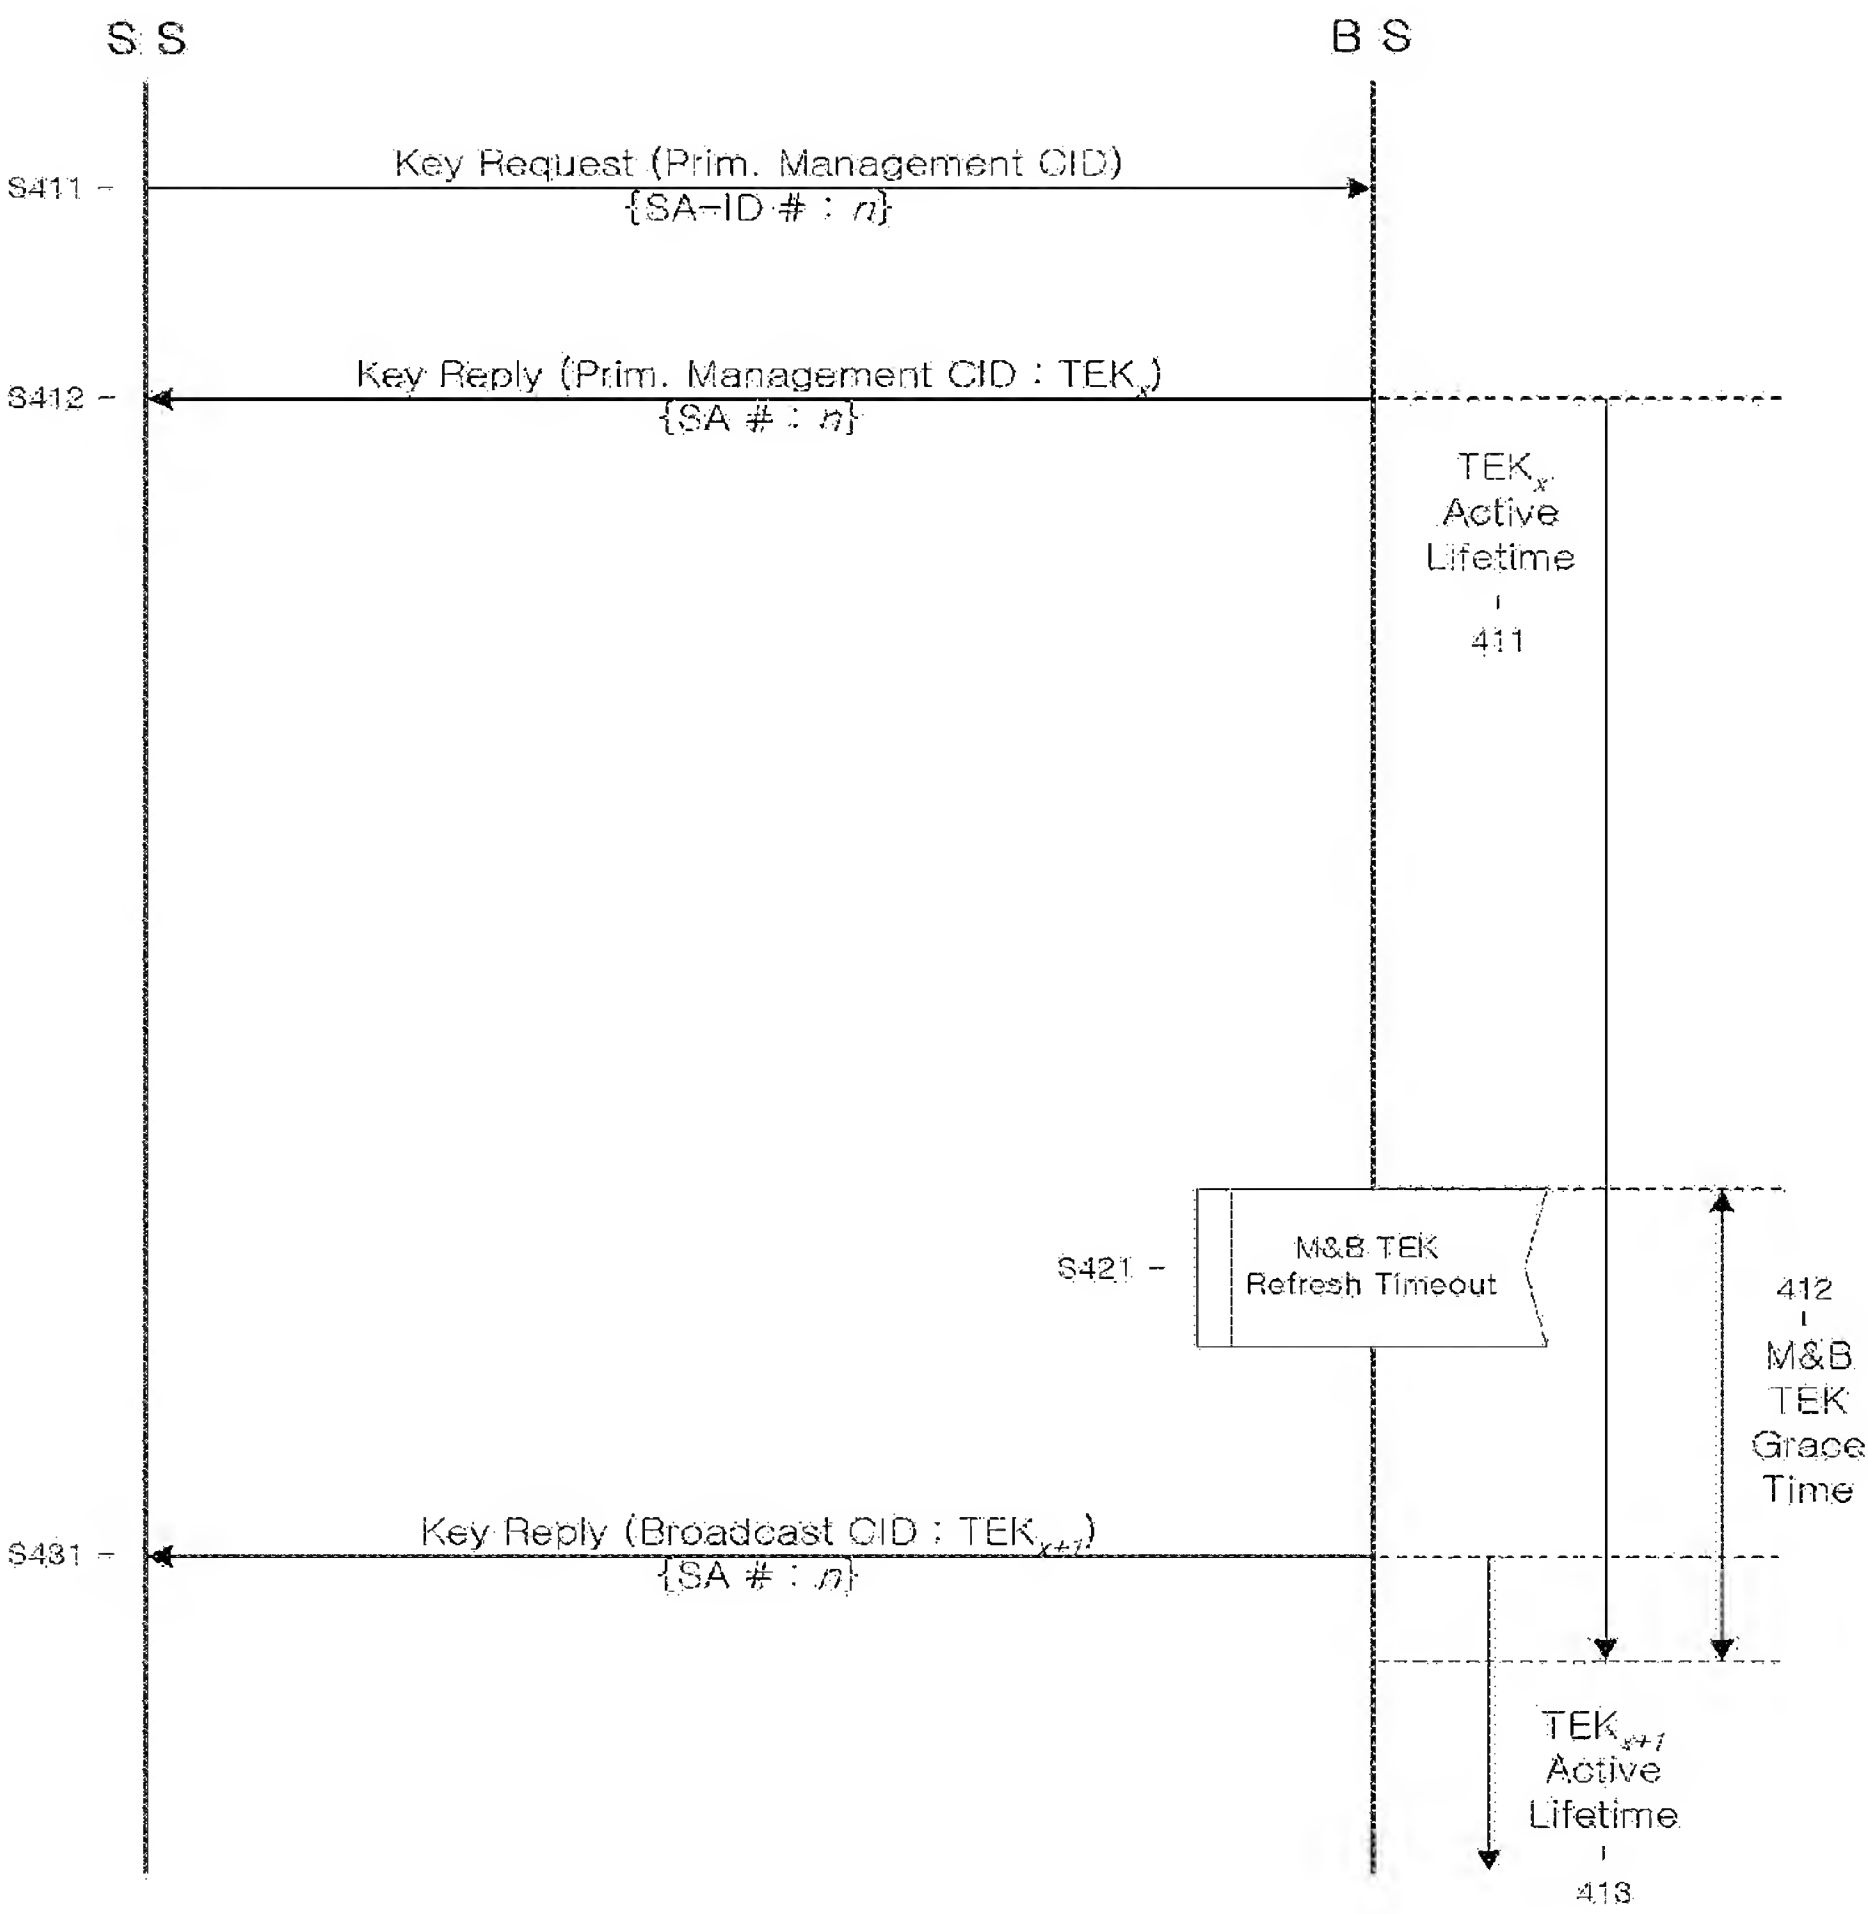 S S
B S
Key Request (Prim. Management CID)
S411
{SA-ID # : n}
Key Reply (Prim. Management CID : TEKx)
S412
{SA # : n}
TEKx
Active
Lifetime
411
M&B TEK
Refresh Timeout
S421
412
M&B
TEK
Grace
Time
Key Reply (Broadcast CID : TEKx+1)
S431
{SA # : n}
TEKx+1
Active
Lifetime
413